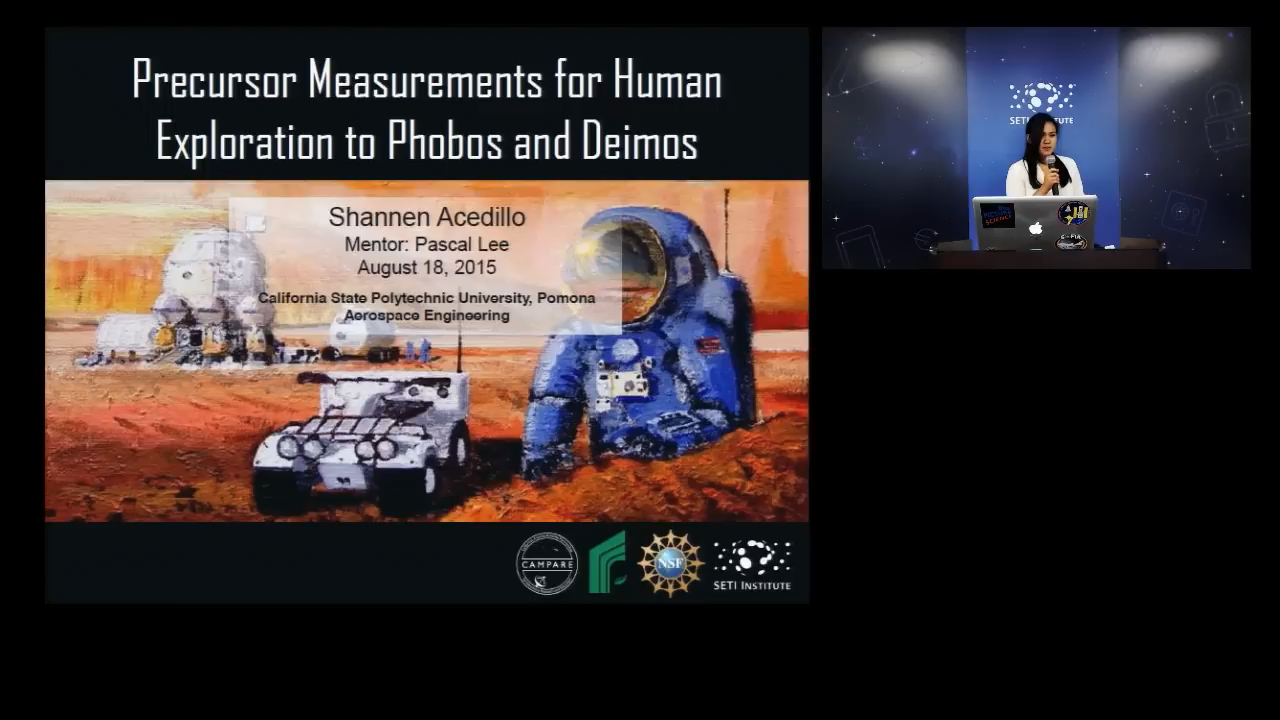 Precursor Measurements for Human
Exploration to Phobos and Deimos
Shannen Acedillo
Mentor: Pascal Lee
August 18, 2015
California State Polytechnic University, Pomona
Aerospace Engineering
CAMPARE
NSF
SETI INSTITUTE
SETI INSTITUTE